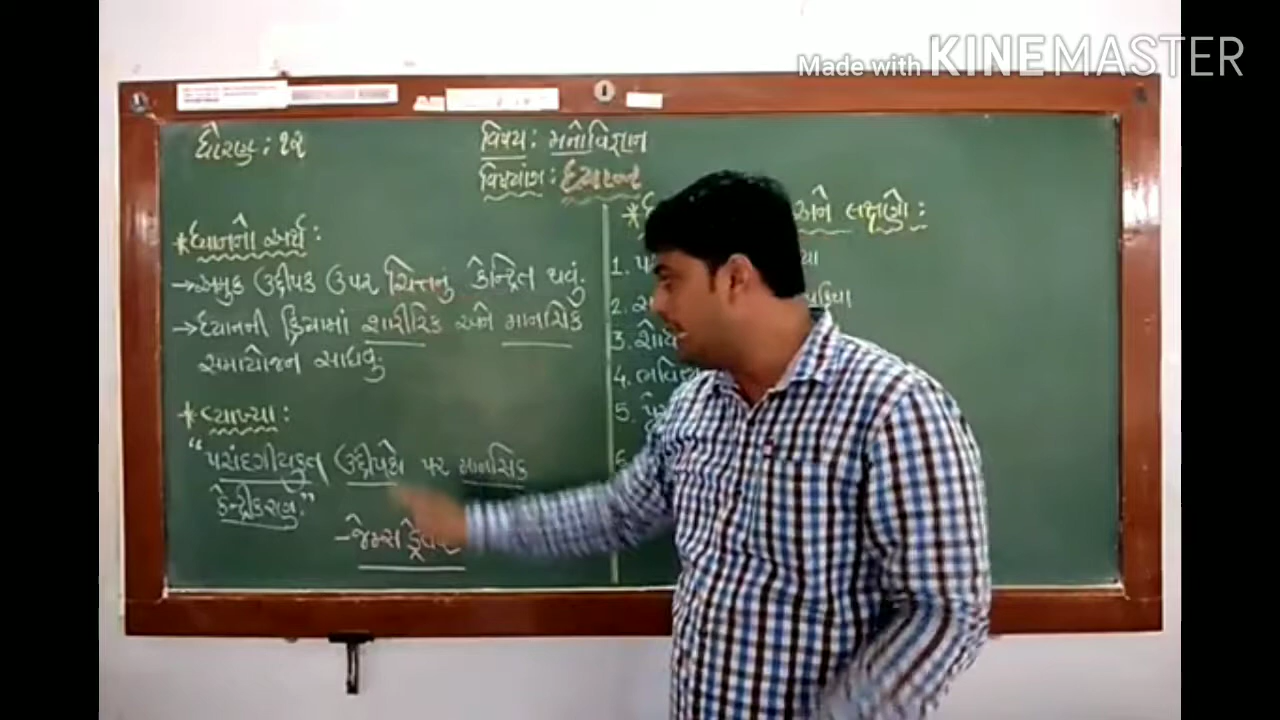 Made with KINEMASTER
ધોરણ : ૧૨
વિષય : મનોવિજ્ઞાન
વિષયાંગ : ધ્યાન
* ધ્યાનનો અર્થ :
→ અમુક ઉદ્દીપક ઉપર ચિત્તનું કેન્દ્રિત થવું.
→ ધ્યાનની ક્રિયામાં શારીરિક અને માનસિક
સમાયોજન સાધવું.
* વ્યાખ્યા :
“પસંદગીયુક્ત ઉદ્દીપકો પર માનસિક
કેન્દ્રીકરણ.”
- જેમ્સ ડ્રેવર
* અને લક્ષણો :
1.
2.
3.
4.
5.
6